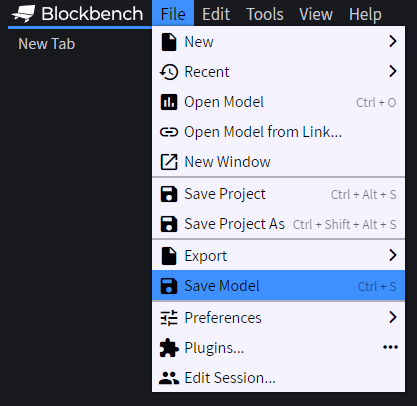 Blockbench File Edit Tools View Help
New Tab
New
Recent
Open Model Ctrl + O
Open Model from Link...
New Window
Save Project Ctrl + Alt + S
Save Project As Ctrl + Shift + Alt + S
Export
Save Model Ctrl + S
Preferences
Plugins...
Edit Session...